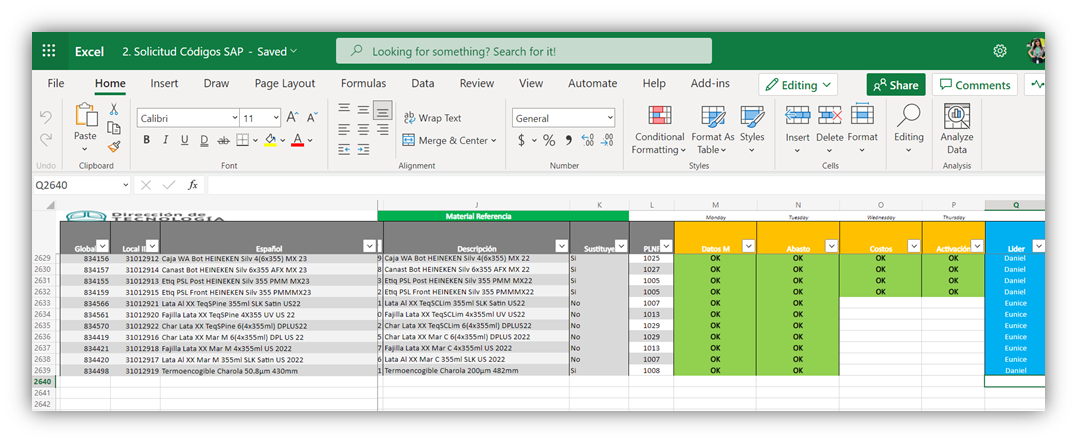 Excel 2. Solicitud Códigos SAP - Saved Looking for something? Search for it!
File Home Insert Draw Page Layout Formulas Data Review View Automate Help Add-ins Editing Share Comments
Paste Calibri 11 A A Wrap Text General Conditional Formatting Format As Table Styles Insert Delete Format Editing Analyze Data
B I U D ab A Merge & Center $ % 9 .00 .00
Undo Clipboard Font Alignment Number Styles Cells Analysis
Q2640 fx
A J K L M N O P Q
Dirección de TECNOLOGÍA Material Referencia Monday Tuesday Wednesday Thursday
Global Local I Español Descripción Sustituye PLNT Datos M Abasto Costos Activación Lider
2629 834156 31012912 Caja WA Bot HEINEKEN Silv 4(6x355) MX 23 9 Caja WA Bot HEINEKEN Silv 4(6x355) MX 22 Si 1025 OK OK OK OK Daniel
2630 834157 31012914 Canast Bot HEINEKEN Silv 6x355 AFX MX 23 8 Canast Bot HEINEKEN Silv 6x355 AFX MX 22 Si 1027 OK OK OK OK Daniel
2631 834155 31012913 Etiq PSL Post HEINEKEN Silv 355 PMM MX23 3 Etiq PSL Post HEINEKEN Silv 355 PMM MX22 Si 1005 OK OK OK OK Daniel
2632 834154 31012915 Etiq PSL Front HEINEKEN Silv 355 PMMMX23 2 Etiq PSL Front HEINEKEN Silv 355 PMMMX22 Si 1005 OK OK OK OK Daniel
2633 834566 31012921 Lata Al XX TeqSPine 355ml SLK Satin US22 1 Lata Al XX TeqSCLim 355ml SLK Satin US22 No 1007 OK OK Eunice
2634 834561 31012920 Fajilla Lata XX TeqSPine 4X355 UV US 22 0 Fajilla Lata XX TeqSCLim 4x355ml UV US22 No 1013 OK OK Eunice
2635 834570 31012922 Char Lata XX TeqSPine 6(4x355ml) DPLUS22 2 Char Lata XX TeqSCLim 6(4x355ml) DPLUS22 No 1029 OK OK Eunice
2636 834419 31012916 Char Lata XX Mar M 6(4x355ml) DPL US 22 5 Char Lata XX Mar C 6(4x355ml) DPLUS 2022 No 1029 OK OK Eunice
2637 834421 31012918 Fajilla Lata XX Mar M 4x355ml US 2022 7 Fajilla Lata XX Mar C 4x355ml US 2022 No 1013 OK OK Eunice
2638 834420 31012917 Lata Al XX Mar M 355ml SLK Satin US 2022 6 Lata Al XX Mar C 355ml SLK US 2022 No 1007 OK OK Eunice
2639 834498 31012919 Termoencogible Charola 50.8µm 430mm 1 Termoencogible Charola 200µm 482mm Si 1008 OK OK Daniel
2640
2641
2642